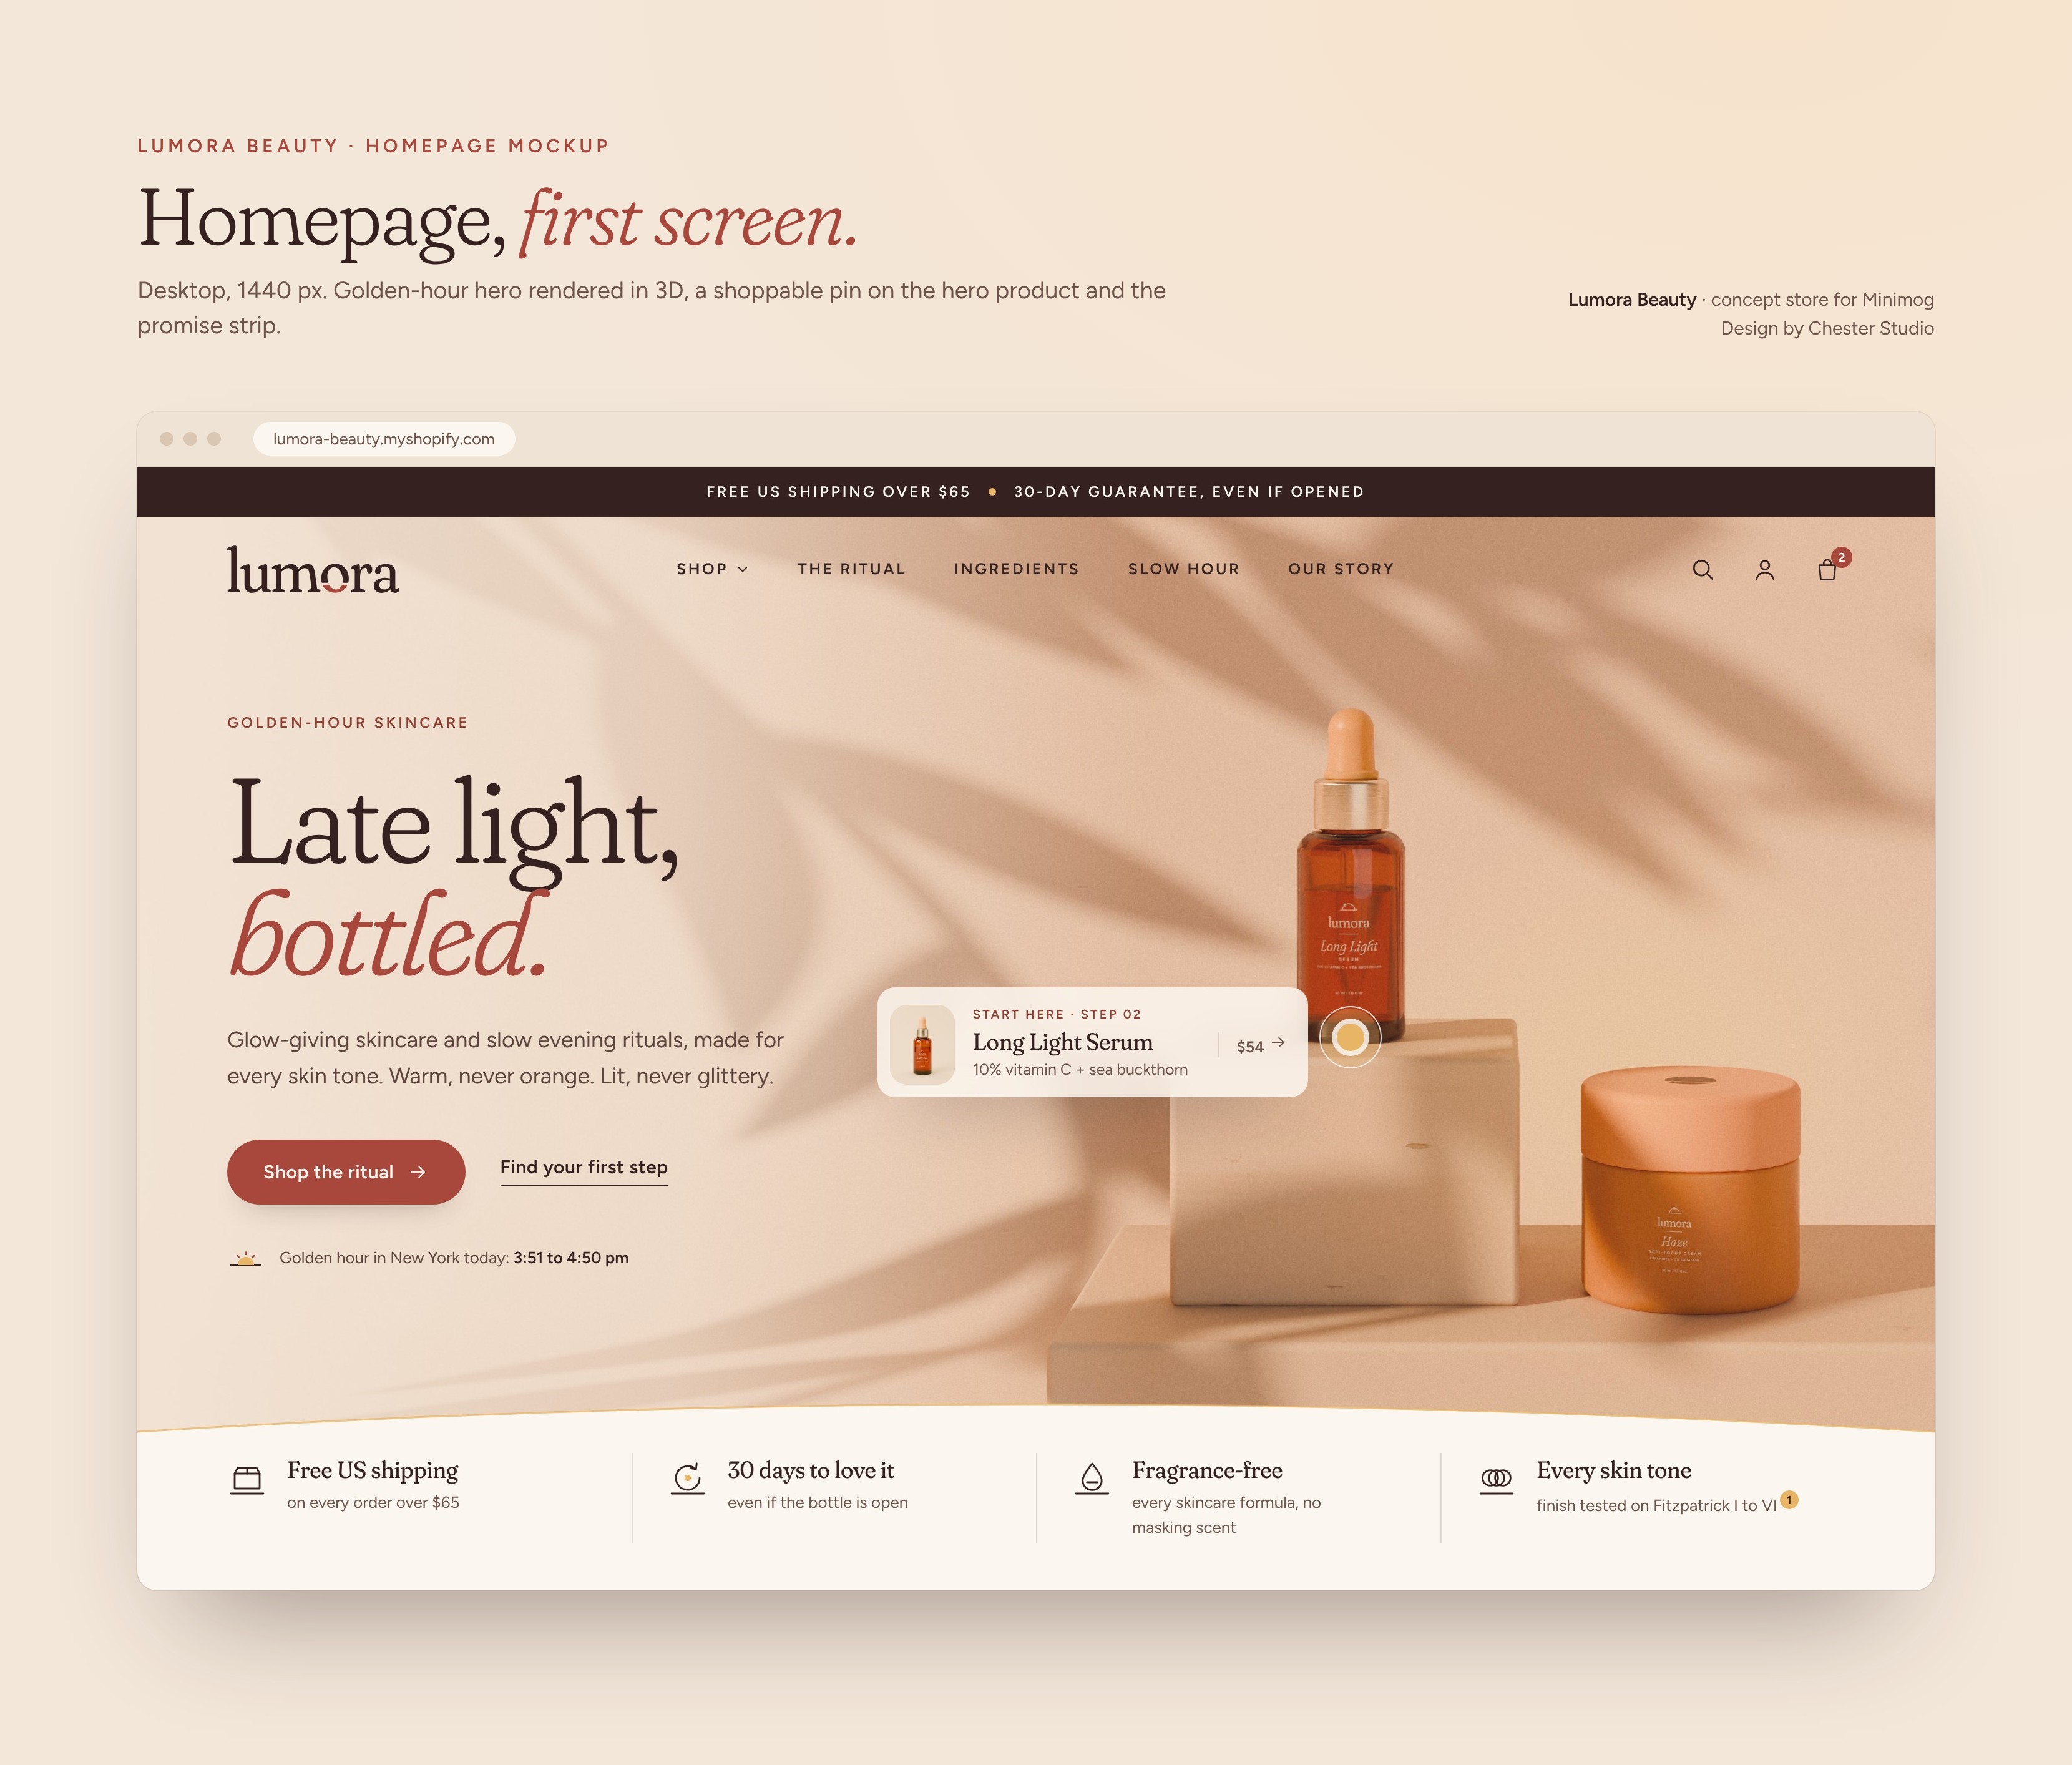 LUMORA BEAUTY · HOMEPAGE MOCKUP
Homepage, first screen.
Desktop, 1440 px. Golden-hour hero rendered in 3D, a shoppable pin on the hero product and the
promise strip.
Lumora Beauty · concept store for Minimog
Design by Chester Studio
lumora-beauty.myshopify.com
FREE US SHIPPING OVER $65 • 30-DAY GUARANTEE, EVEN IF OPENED
lumora
SHOP THE RITUAL INGREDIENTS SLOW HOUR OUR STORY
2
GOLDEN-HOUR SKINCARE
Late light,
bottled.
Glow-giving skincare and slow evening rituals, made for
every skin tone. Warm, never orange. Lit, never glittery.
Shop the ritual →
Find your first step
Golden hour in New York today: 3:51 to 4:50 pm
lumora
Long Light
SERUM
START HERE · STEP 02
Long Light Serum
10% vitamin C + sea buckthorn
$54 →
lumora
Haze
SOFT-FOCUS CREAM
Free US shipping
on every order over $65
30 days to love it
even if the bottle is open
Fragrance-free
every skincare formula, no
masking scent
Every skin tone
finish tested on Fitzpatrick I to VI 1